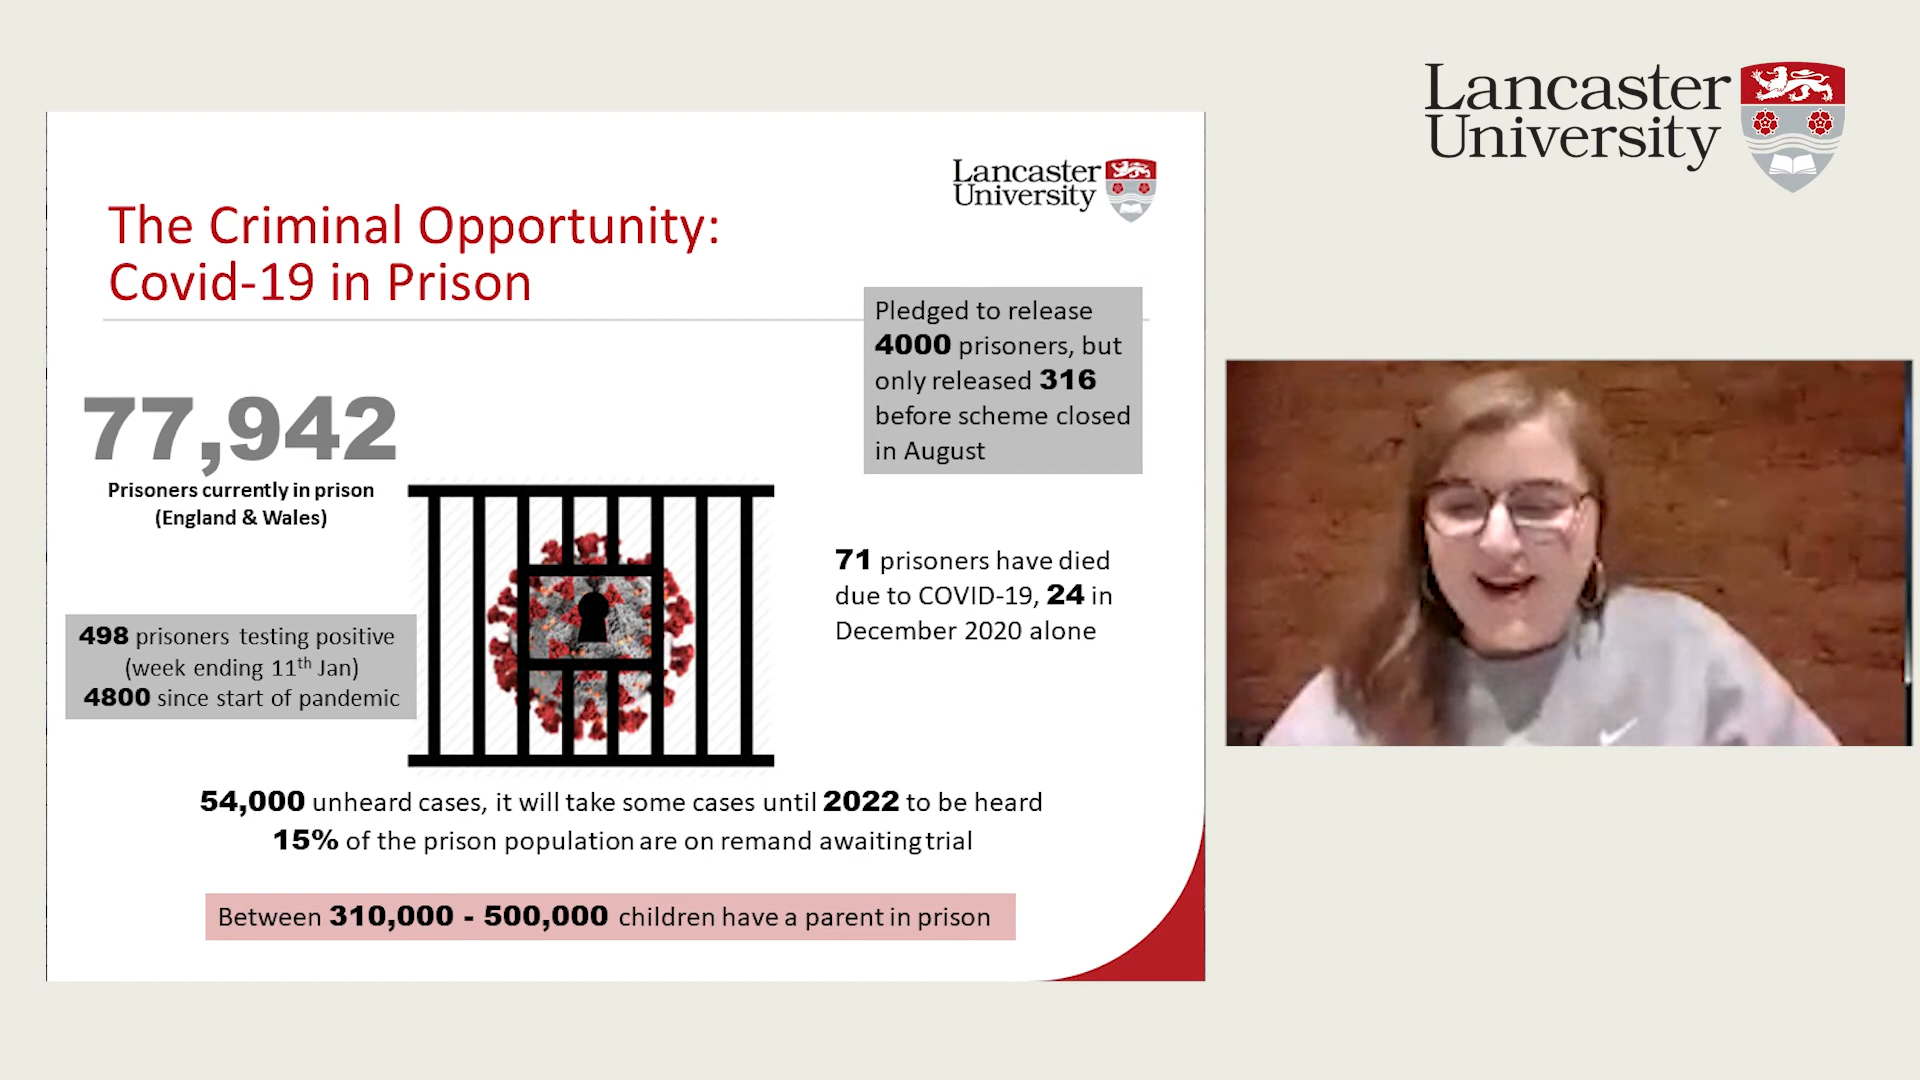 Lancaster
University
Lancaster
University
The Criminal Opportunity:
Covid-19 in Prison
Pledged to release
4000 prisoners, but
only released 316
before scheme closed
in August
77,942
Prisoners currently in prison
(England & Wales)
71 prisoners have died
due to COVID-19, 24 in
December 2020 alone
498 prisoners testing positive
(week ending 11th Jan)
4800 since start of pandemic
54,000 unheard cases, it will take some cases until 2022 to be heard
15% of the prison population are on remand awaiting trial
Between 310,000 - 500,000 children have a parent in prison